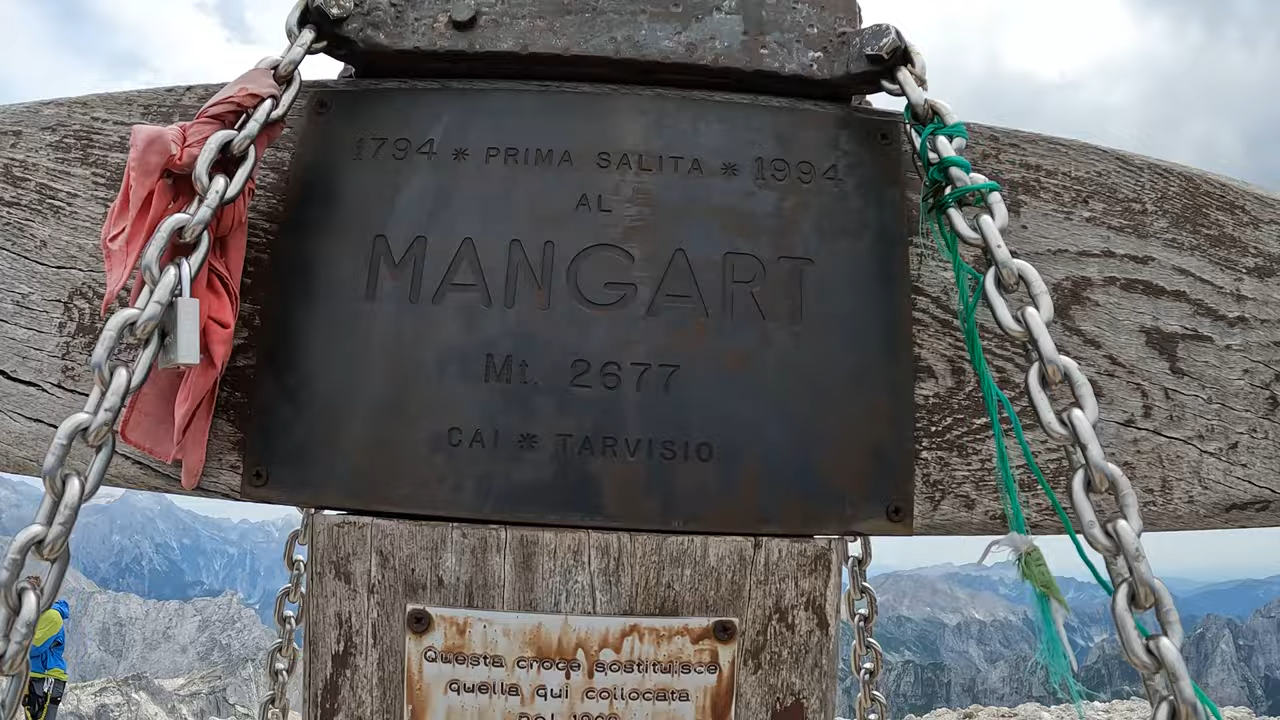 1794 * PRIMA SALITA * 1994
AL
MANGART
Mt. 2677
CAI * TARVISIO
Questa croce sostituisce
quella qui collocata